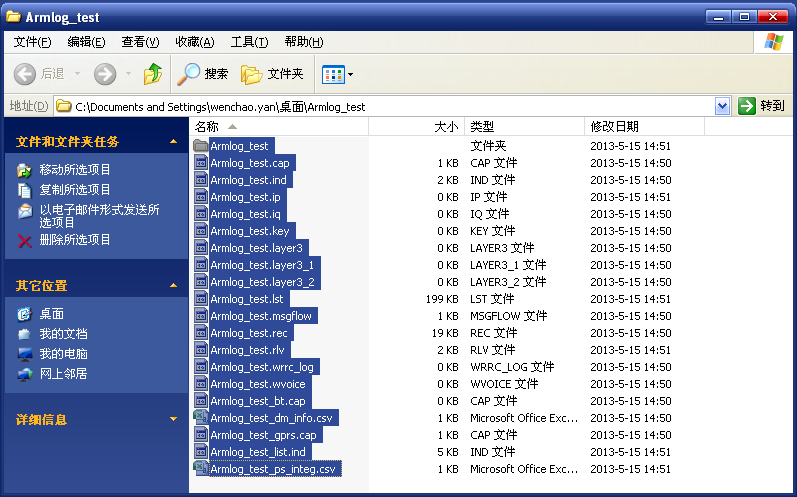 Armlog_test
文件(F) 编辑(E) 查看(V) 收藏(A) 工具(T) 帮助(H)
后退 搜索 文件夹
地址(D) C:\Documents and Settings\wenchao.yan\桌面\Armlog_test 转到
文件和文件夹任务
移动所选项目
复制所选项目
以电子邮件形式发送所
选项目
删除所选项目
其它位置
桌面
我的文档
我的电脑
网上邻居
详细信息
名称 大小 类型 修改日期
Armlog_test 文件夹 2013-5-15 14:51
Armlog_test.cap 1 KB CAP 文件 2013-5-15 14:50
Armlog_test.ind 2 KB IND 文件 2013-5-15 14:50
Armlog_test.ip 0 KB IP 文件 2013-5-15 14:51
Armlog_test.iq 0 KB IQ 文件 2013-5-15 14:50
Armlog_test.key 0 KB KEY 文件 2013-5-15 14:50
Armlog_test.layer3 0 KB LAYER3 文件 2013-5-15 14:50
Armlog_test.layer3_1 0 KB LAYER3_1 文件 2013-5-15 14:50
Armlog_test.layer3_2 0 KB LAYER3_2 文件 2013-5-15 14:50
Armlog_test.lst 199 KB LST 文件 2013-5-15 14:51
Armlog_test.msgflow 1 KB MSGFLOW 文件 2013-5-15 14:50
Armlog_test.rec 19 KB REC 文件 2013-5-15 14:50
Armlog_test.rlv 2 KB RLV 文件 2013-5-15 14:51
Armlog_test.wrrc_log 0 KB WRRC_LOG 文件 2013-5-15 14:50
Armlog_test.wvoice 0 KB WVOICE 文件 2013-5-15 14:50
Armlog_test_bt.cap 0 KB CAP 文件 2013-5-15 14:50
Armlog_test_dm_info.csv 1 KB Microsoft Office Exc... 2013-5-15 14:50
Armlog_test_gprs.cap 1 KB CAP 文件 2013-5-15 14:50
Armlog_test_list.ind 5 KB IND 文件 2013-5-15 14:51
Armlog_test_ps_integ.csv 1 KB Microsoft Office Exc... 2013-5-15 14:51